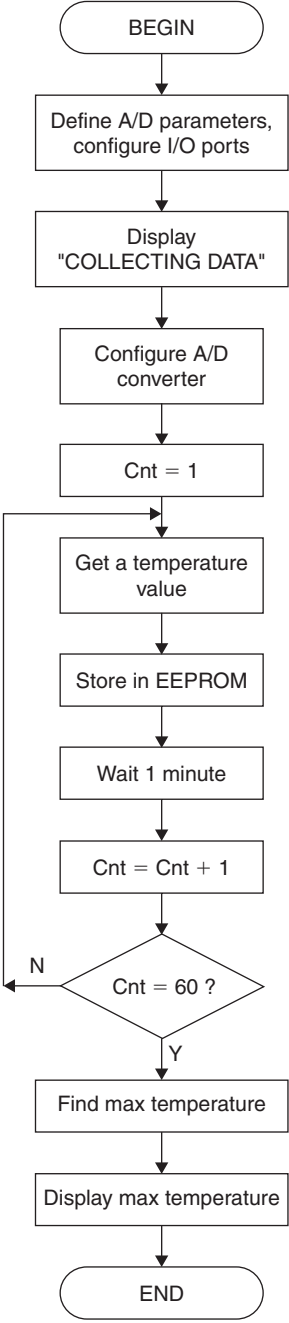 BEGIN
Define A/D parameters,
configure I/O ports
Display
"COLLECTING DATA"
Configure A/D
converter
Cnt = 1
Get a temperature
value
Store in EEPROM
Wait 1 minute
Cnt = Cnt + 1
N
Cnt = 60 ?
Y
Find max temperature
Display max temperature
END